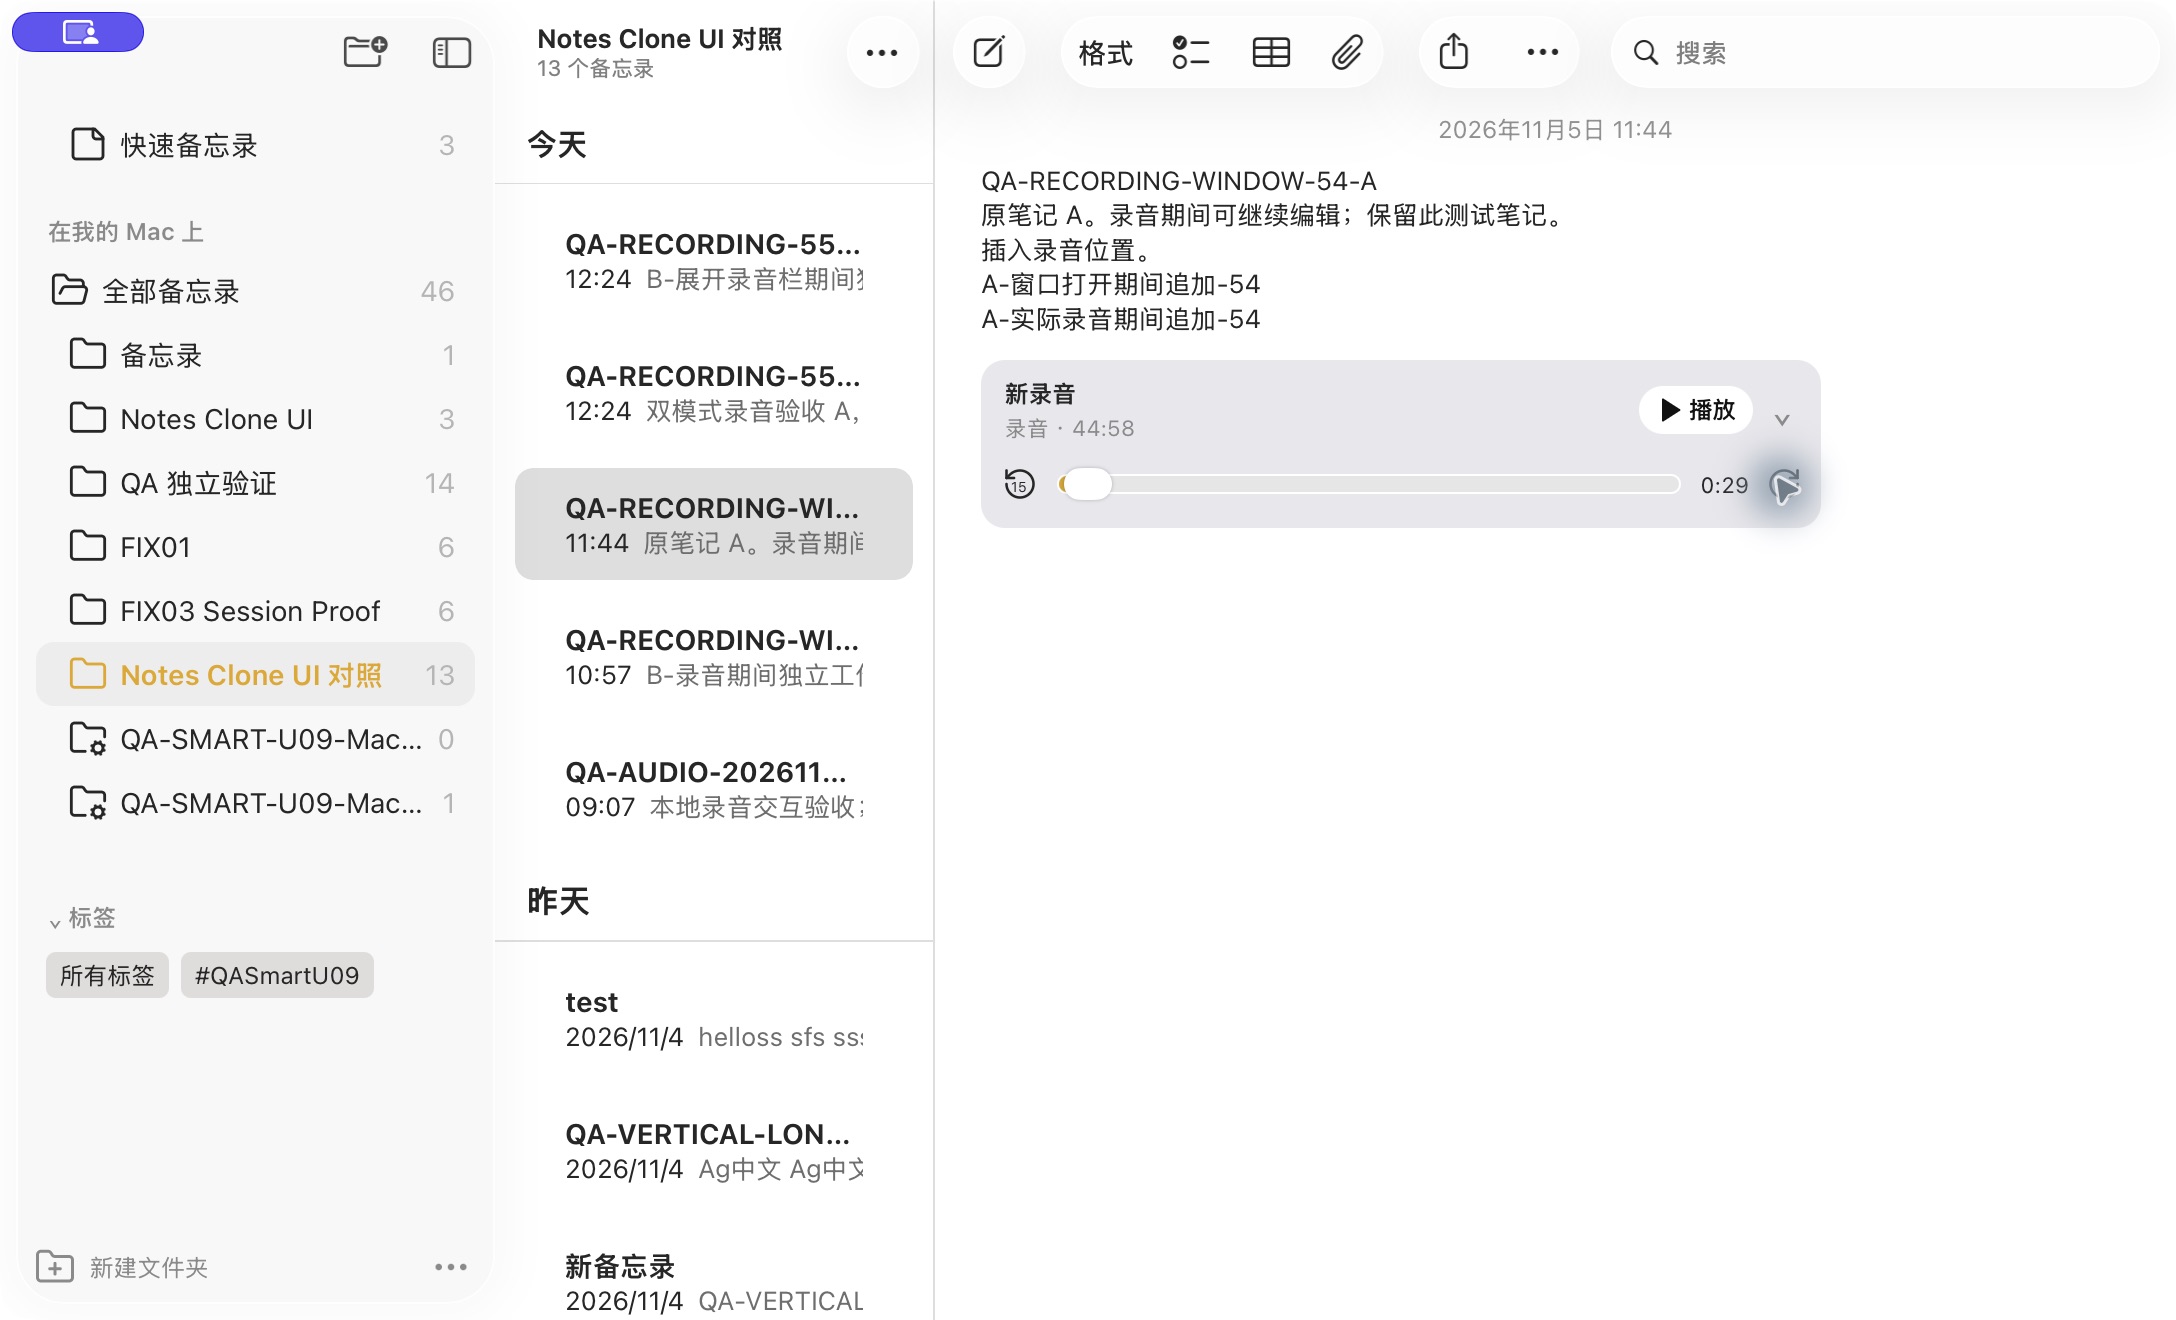 快速备忘录 3
在我的 Mac 上
全部备忘录 46
备忘录 1
Notes Clone UI 3
QA 独立验证 14
FIX01 6
FIX03 Session Proof 6
Notes Clone UI 对照 13
QA-SMART-U09-Mac... 0
QA-SMART-U09-Mac... 1
标签
所有标签 #QASmartU09
新建文件夹
Notes Clone UI 对照
13 个备忘录
今天
QA-RECORDING-55...
12:24 B-展开录音栏期间
QA-RECORDING-55...
12:24 双模式录音验收 A,
QA-RECORDING-WI...
11:44 原笔记 A。录音期间
QA-RECORDING-WI...
10:57 B-录音期间独立工作
QA-AUDIO-202611...
09:07 本地录音交互验收;
昨天
test
2026/11/4 helloss sfs sss
QA-VERTICAL-LON...
2026/11/4 Ag中文 Ag中文
新备忘录
2026/11/4 QA-VERTICAL
格式
搜索
2026年11月5日 11:44
QA-RECORDING-WINDOW-54-A
原笔记 A。录音期间可继续编辑；保留此测试笔记。
插入录音位置。
A-窗口打开期间追加-54
A-实际录音期间追加-54
新录音
录音 · 44:58
播放
15
0:29